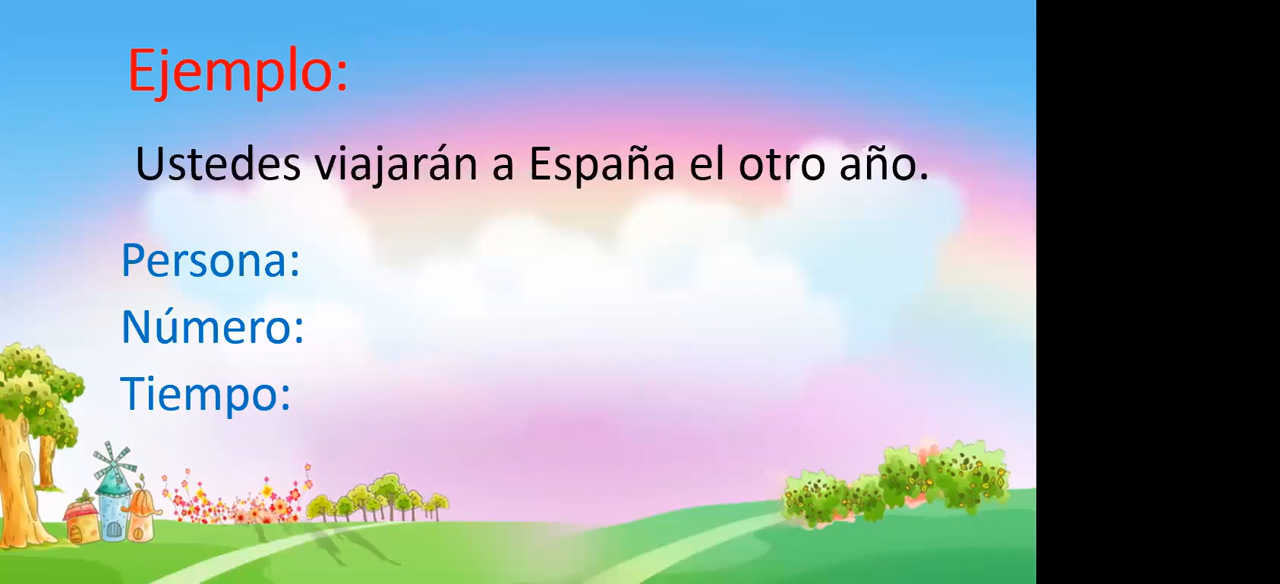 Ejemplo:
Ustedes viajarán a España el otro año.
Persona:
Número:
Tiempo: